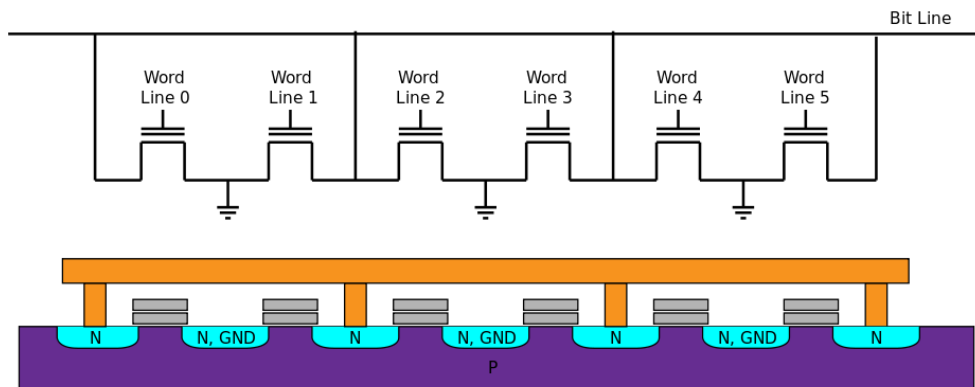 Bit Line
Word
Line 0
Word
Line 1
Word
Line 2
Word
Line 3
Word
Line 4
Word
Line 5
N
N, GND
N
N, GND
N
N, GND
N
P